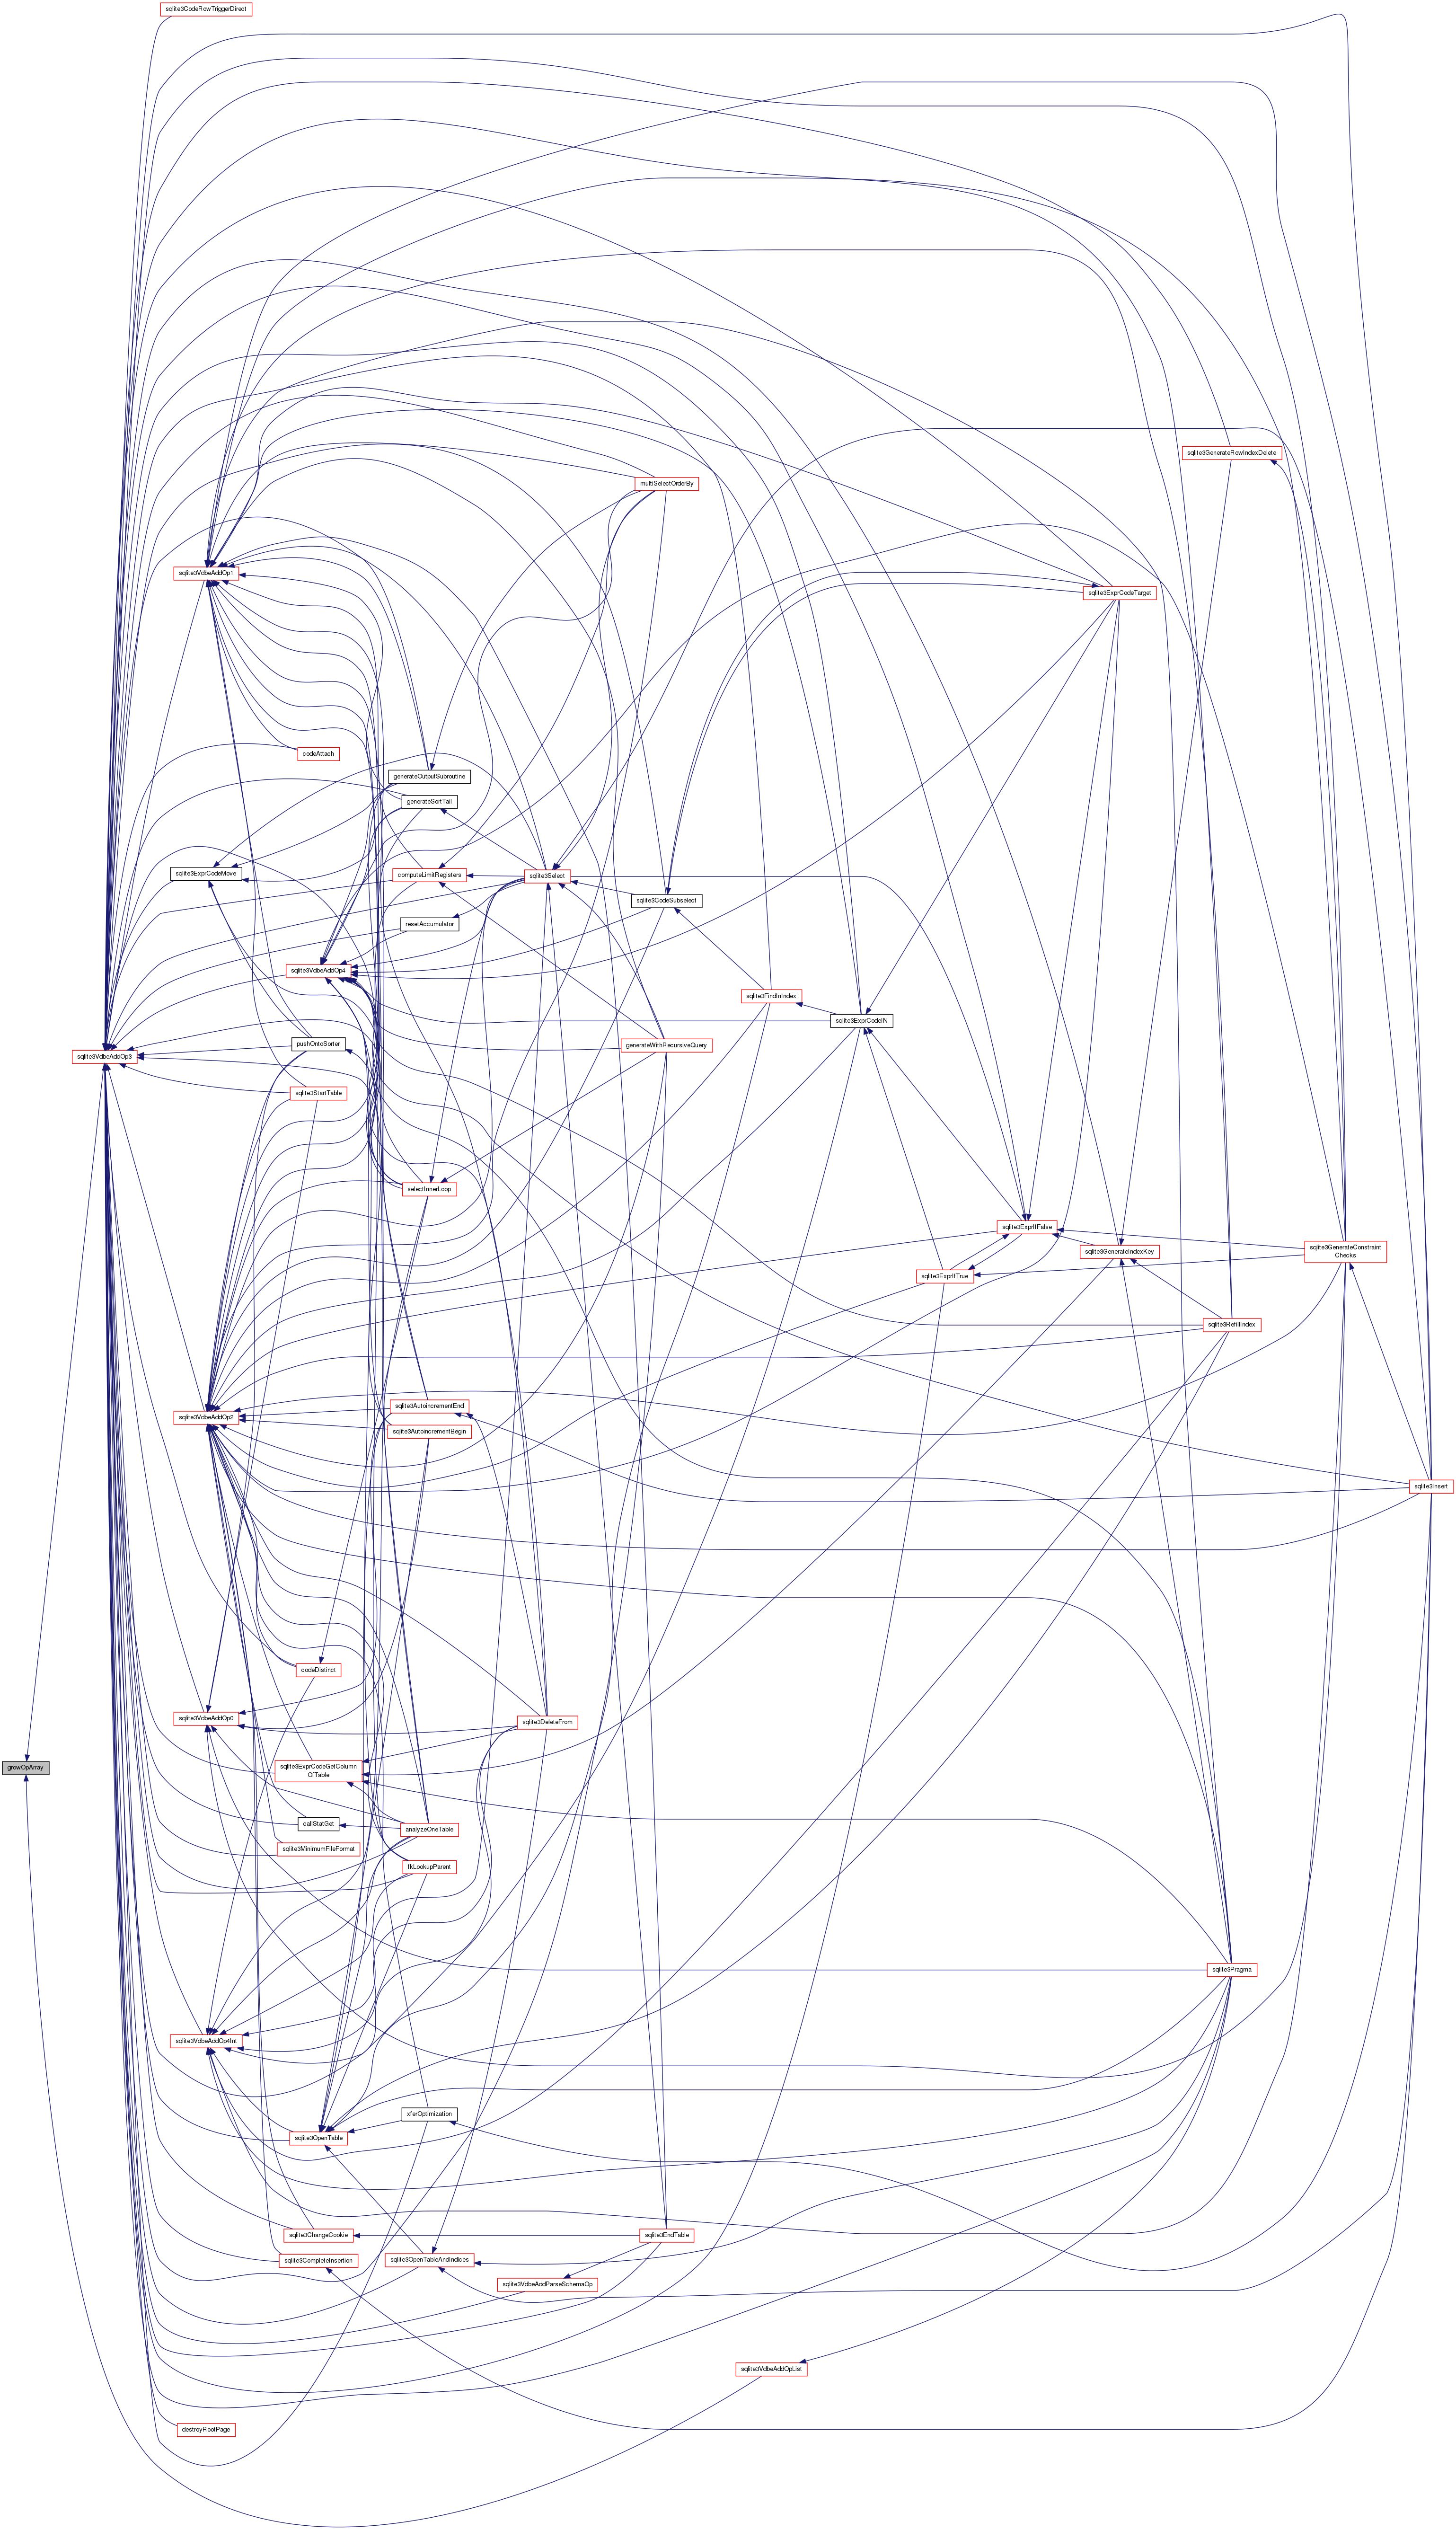 sqlite3CodeRowTriggerDirect
sqlite3GenerateRowIndexDelete
multiSelectOrderBy
sqlite3VdbeAddOp1
sqlite3ExprCodeTarget
codeAttach
generateOutputSubroutine
generateSortTail
sqlite3ExprCodeMove
computeLimitRegisters
sqlite3Select
sqlite3CodeSubselect
resetAccumulator
sqlite3VdbeAddOp4
sqlite3FindInIndex
sqlite3ExprCodeIN
pushOntoSorter
generateWithRecursiveQuery
sqlite3VdbeAddOp3
sqlite3StartTable
selectInnerLoop
sqlite3ExprIfFalse
sqlite3GenerateIndexKey
sqlite3GenerateConstraint
Checks
sqlite3ExprIfTrue
sqlite3RefillIndex
sqlite3AutoincrementEnd
sqlite3VdbeAddOp2
sqlite3AutoincrementBegin
sqlite3Insert
codeDistinct
sqlite3VdbeAddOp0
sqlite3DeleteFrom
growOpArray
sqlite3ExprCodeGetColumn
OfTable
callStatGet
analyzeOneTable
sqlite3MinimumFileFormat
fkLookupParent
sqlite3Pragma
sqlite3VdbeAddOp4Int
xferOptimization
sqlite3OpenTable
sqlite3ChangeCookie
sqlite3EndTable
sqlite3CompleteInsertion
sqlite3OpenTableAndIndices
sqlite3VdbeAddParseSchemaOp
sqlite3VdbeAddOpList
destroyRootPage